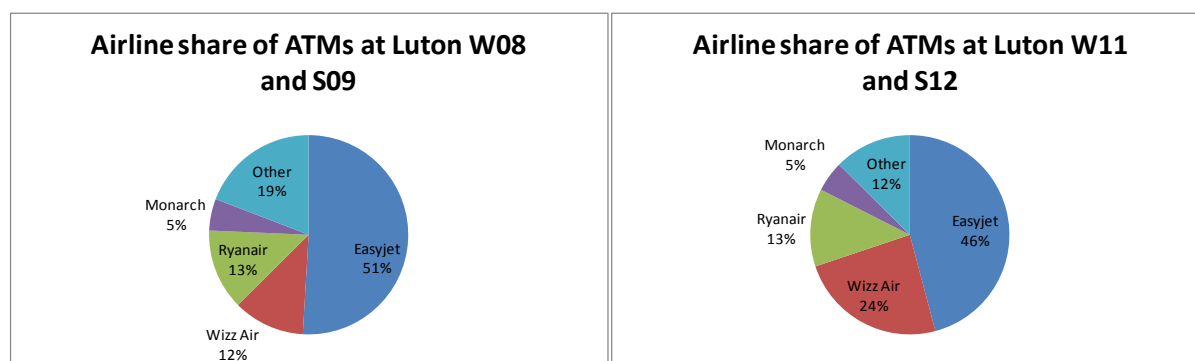 Airline share of ATMs at Luton W08
and S09
Other
19%
Monarch
5%
Ryanair
13%
Wizz Air
12%
Easyjet
51%
Airline share of ATMs at Luton W11
and S12
Monarch
5%
Other
12%
Ryanair
13%
Easyjet
46%
Wizz Air
24%